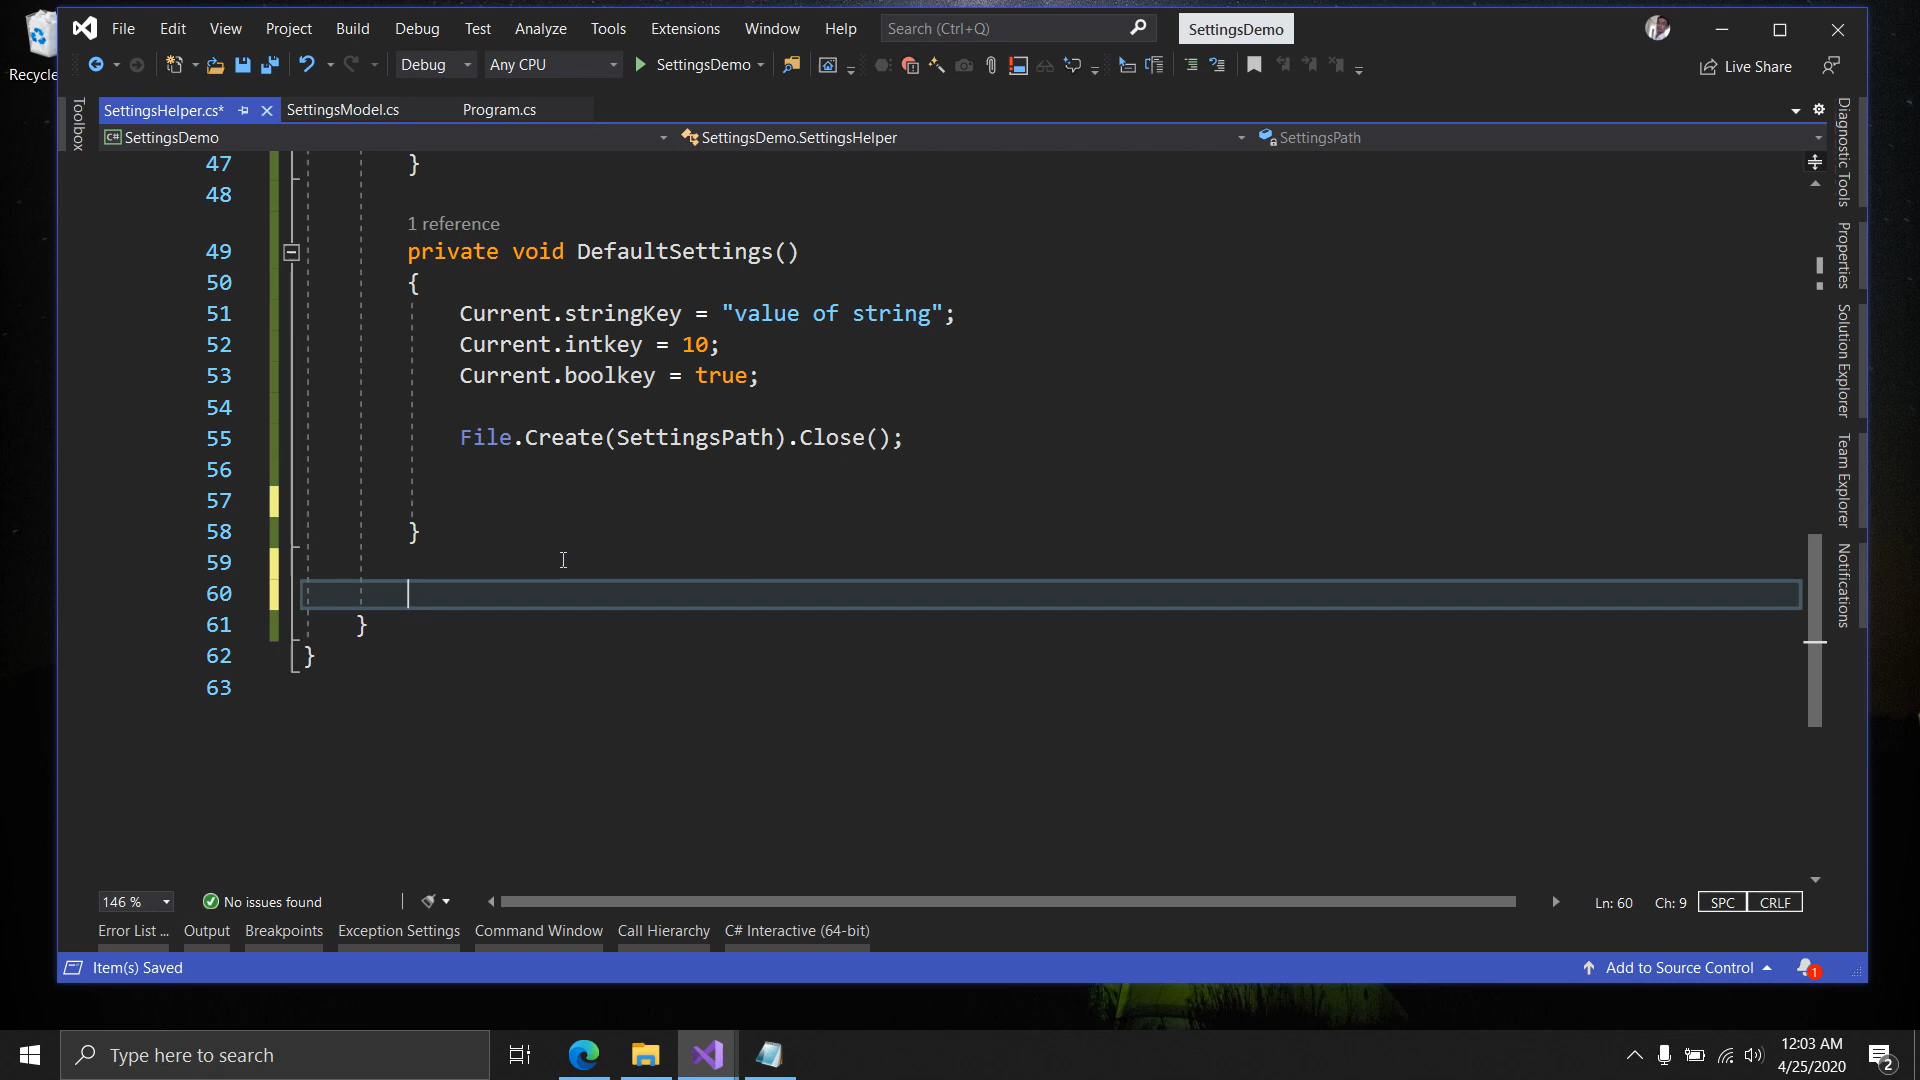 Recycle
File Edit View Project Build Debug Test Analyze Tools Extensions Window Help Search (Ctrl+Q) SettingsDemo
Debug Any CPU SettingsDemo Live Share
Toolbox
SettingsHelper.cs* SettingsModel.cs Program.cs
SettingsDemo SettingsDemo.SettingsHelper SettingsPath
47 }
48
1 reference
49 private void DefaultSettings()
50 {
51 Current.stringKey = "value of string";
52 Current.intkey = 10;
53 Current.boolkey = true;
54
55 File.Create(SettingsPath).Close();
56
57
58 }
59
60
61 }
62 }
63
Diagnostic Tools
Properties
Solution Explorer
Team Explorer
Notifications
146 % No issues found Ln: 60 Ch: 9 SPC CRLF
Error List ... Output Breakpoints Exception Settings Command Window Call Hierarchy C# Interactive (64-bit)
Item(s) Saved Add to Source Control 1
Type here to search
12:03 AM
4/25/2020
2